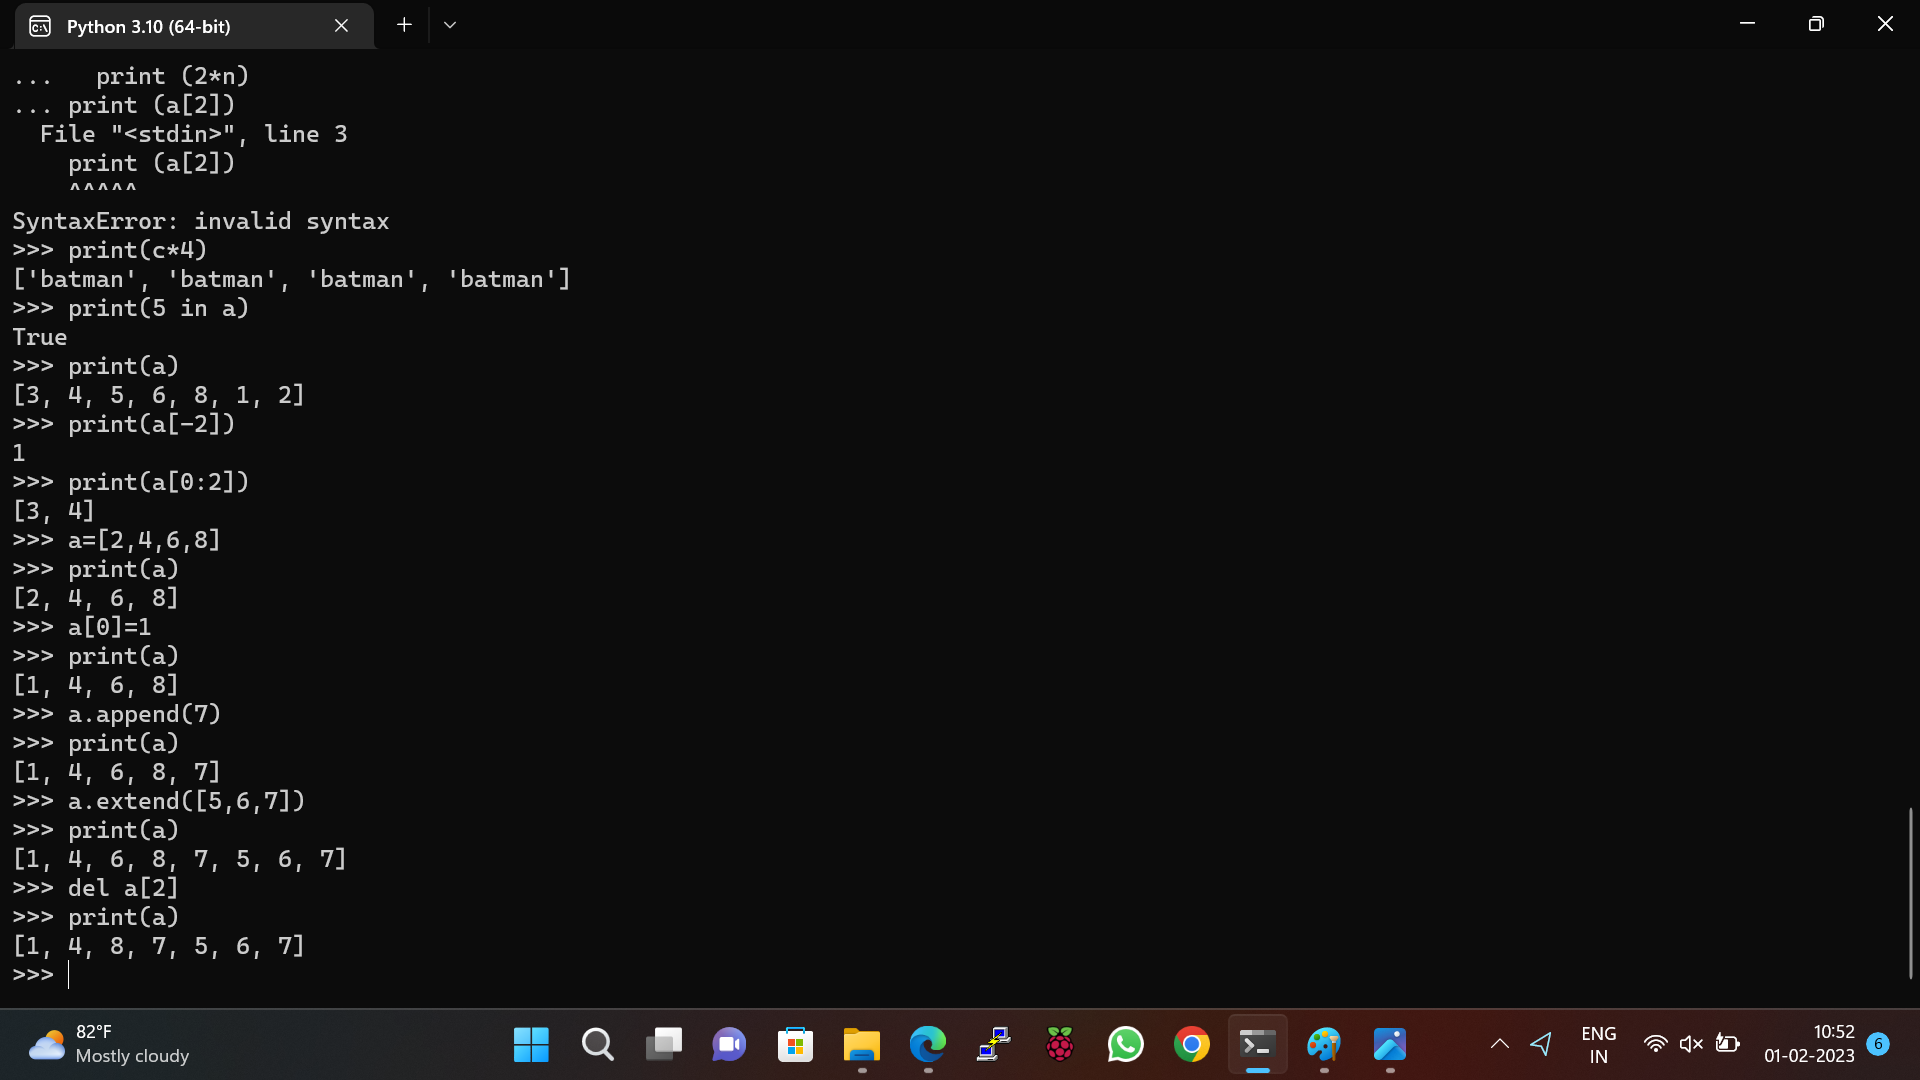 Python 3.10 (64-bit)
...   print (2*n)
... print (a[2])
  File "<stdin>", line 3
    print (a[2])
    ^^^^^
SyntaxError: invalid syntax
>>> print(c*4)
['batman', 'batman', 'batman', 'batman']
>>> print(5 in a)
True
>>> print(a)
[3, 4, 5, 6, 8, 1, 2]
>>> print(a[-2])
1
>>> print(a[0:2])
[3, 4]
>>> a=[2,4,6,8]
>>> print(a)
[2, 4, 6, 8]
>>> a[0]=1
>>> print(a)
[1, 4, 6, 8]
>>> a.append(7)
>>> print(a)
[1, 4, 6, 8, 7]
>>> a.extend([5,6,7])
>>> print(a)
[1, 4, 6, 8, 7, 5, 6, 7]
>>> del a[2]
>>> print(a)
[1, 4, 8, 7, 5, 6, 7]
>>>
82°F
Mostly cloudy
ENG
IN
10:52
01-02-2023
6